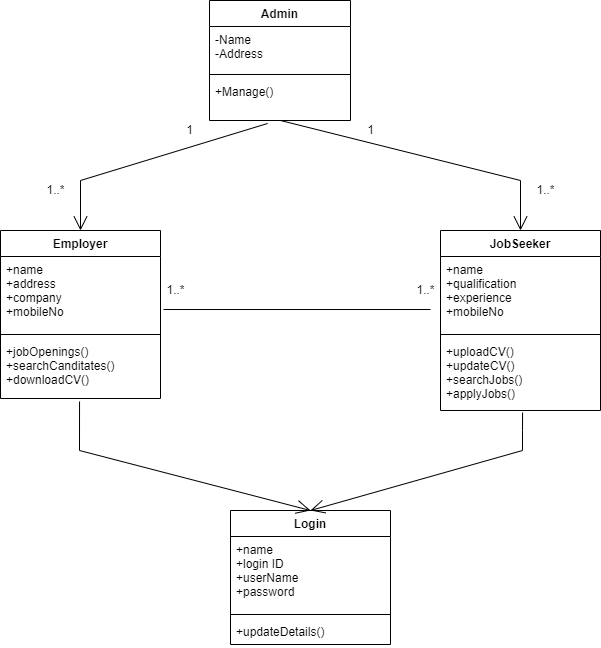 Admin
-Name
-Address
+Manage()
1
1
1..*
1..*
Employer
+name
+address
+company
+mobileNo
+jobOpenings()
+searchCanditates()
+downloadCV()
1..*
1..*
JobSeeker
+name
+qualification
+experience
+mobileNo
+uploadCV()
+updateCV()
+searchJobs()
+applyJobs()
Login
+name
+login ID
+userName
+password
+updateDetails()